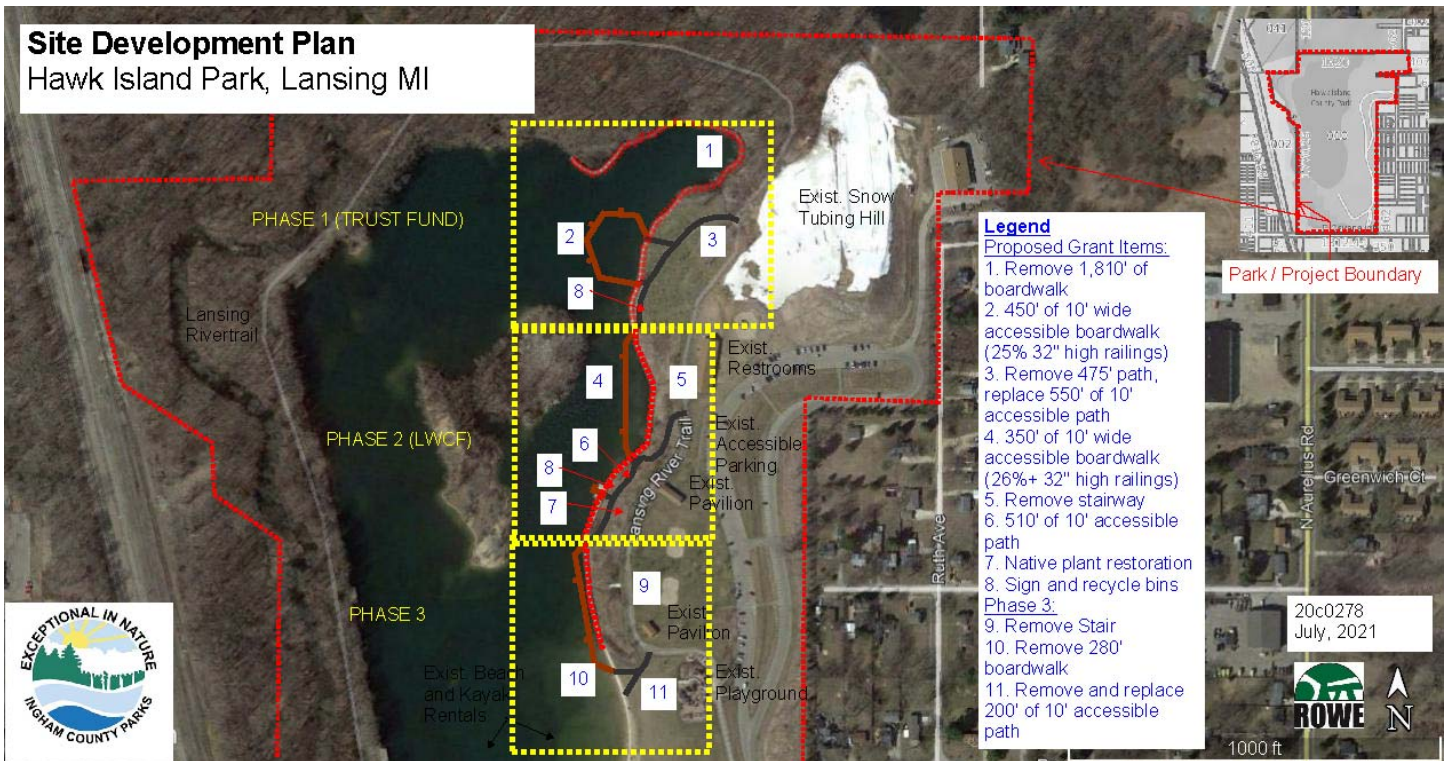 Site Development Plan
Hawk Island Park, Lansing MI
PHASE 1 (TRUST FUND)
Lansing
Rivertrail
1
2
3
8
Exist. Snow
Tubing Hill
PHASE 2 (LWCF)
4
5
6
8
7
Exist.
Restrooms
Exist.
Accessible
Parking
Exist.
Pavilion
ansing River Trail
PHASE 3
9
10
11
Exist.
Pavilion
Exist.
Playground
Exist. Beach
and Kayak
Rentals
Legend
Proposed Grant Items:
1. Remove 1,810' of
boardwalk
2. 450' of 10' wide
accessible boardwalk
(25% 32" high railings)
3. Remove 475' path,
replace 550' of 10'
accessible path
4. 350' of 10' wide
accessible boardwalk
(26%+ 32" high railings)
5. Remove stairway
6. 510' of 10' accessible
path
7. Native plant restoration
8. Sign and recycle bins
Phase 3:
9. Remove Stair
10. Remove 280'
boardwalk
11. Remove and replace
200' of 10' accessible
path
Hawk Island
County Park
Park / Project Boundary
Ruth Ave
N Aurelius Rd
Greenwich Ct
20c0278
July, 2021
ROWE
N
1000 ft
EXCEPTIONAL IN NATURE
INGHAM COUNTY PARKS